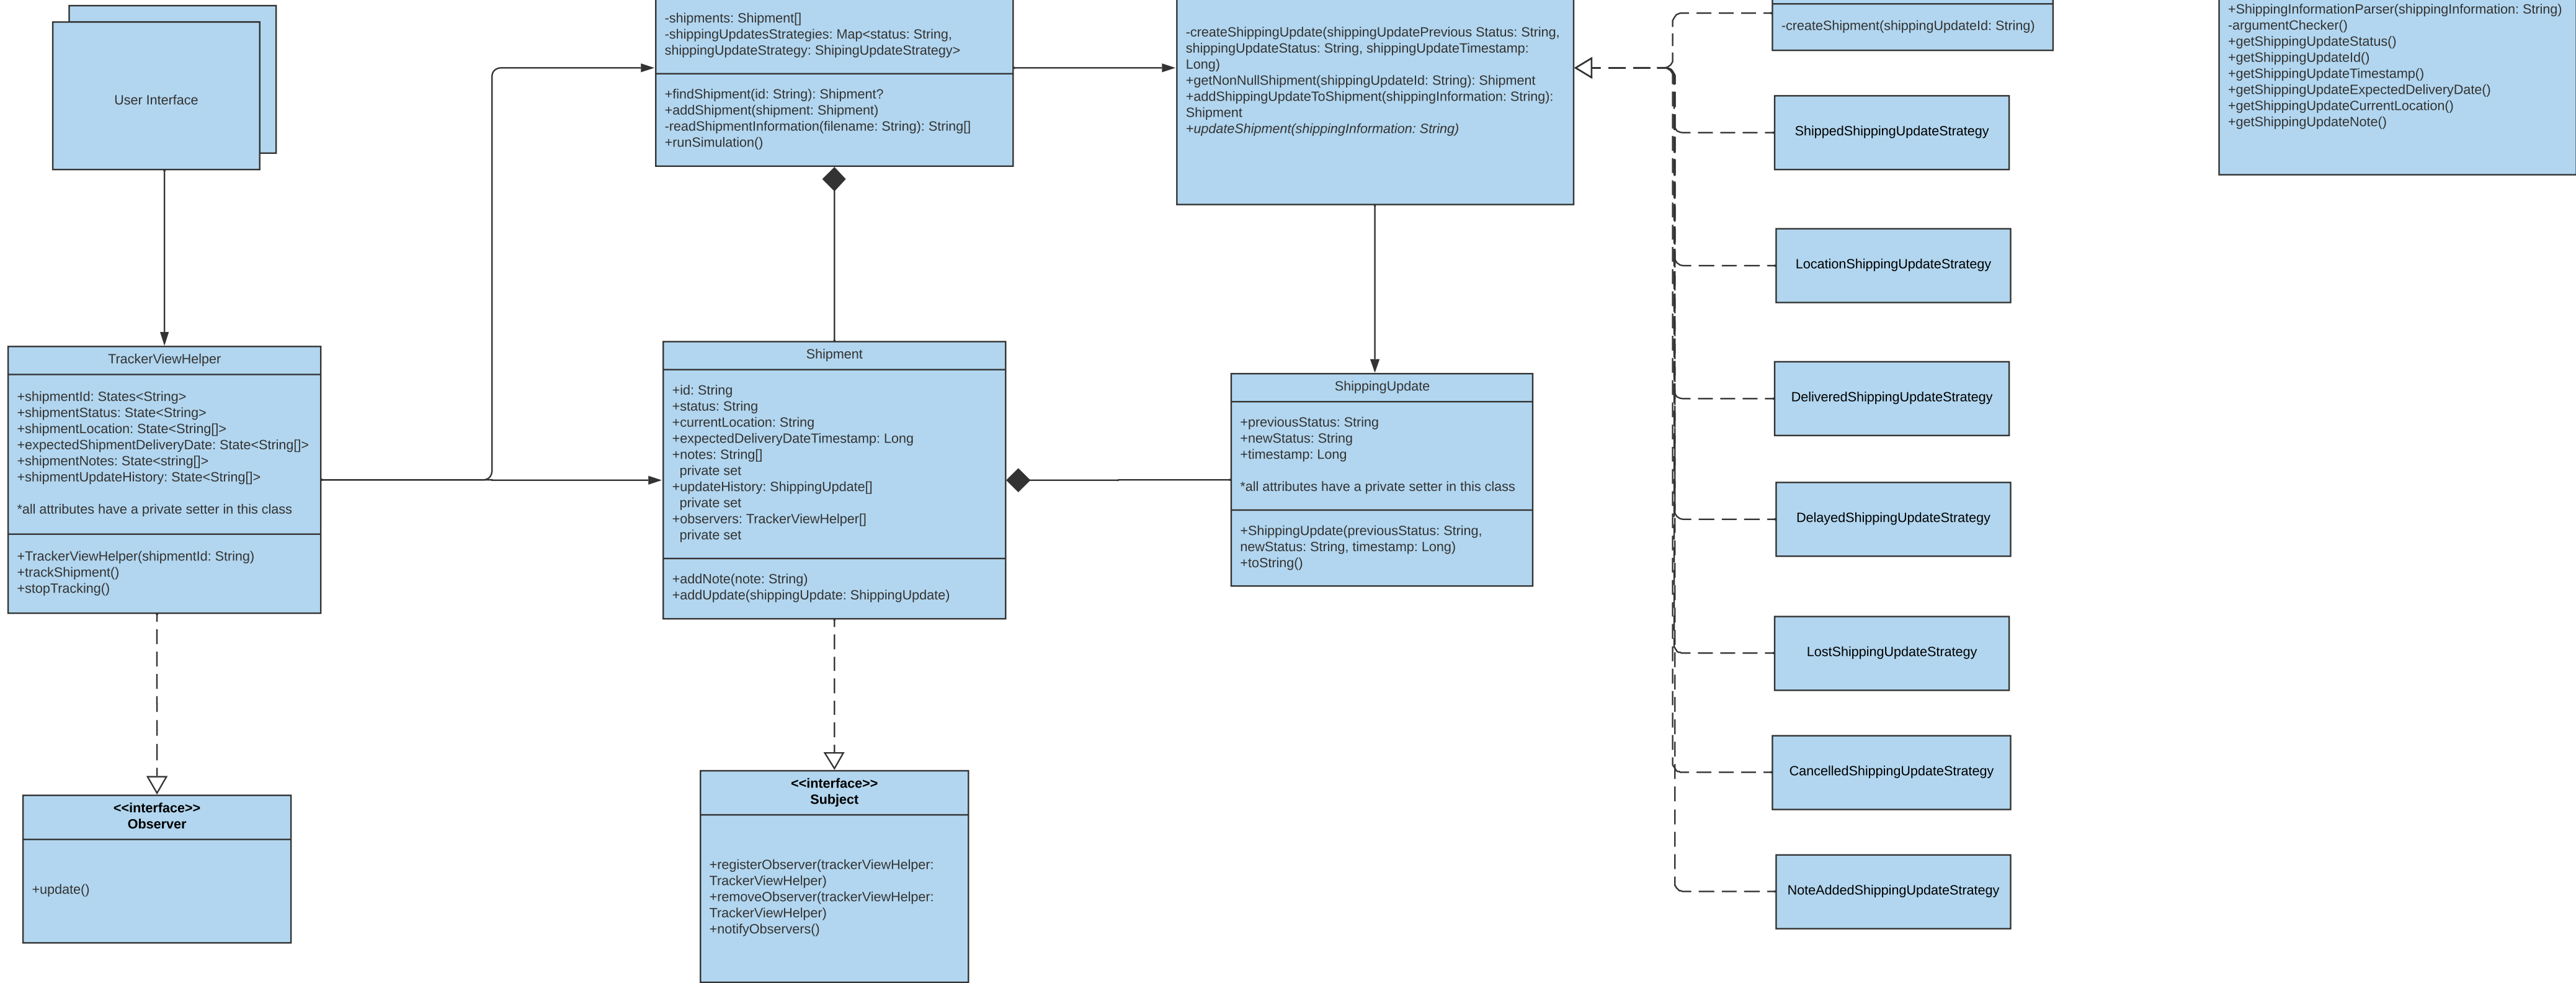 User Interface
-shipments: Shipment[]
-shippingUpdatesStrategies: Map<status: String,
shippingUpdateStrategy: ShipingUpdateStrategy>
+findShipment(id: String): Shipment?
+addShipment(shipment: Shipment)
-readShipmentInformation(filename: String): String[]
+runSimulation()
-createShippingUpdate(shippingUpdatePrevious Status: String,
shippingUpdateStatus: String, shippingUpdateTimestamp:
Long)
+getNonNullShipment(shippingUpdateId: String): Shipment
+addShippingUpdateToShipment(shippingInformation: String):
Shipment
+updateShipment(shippingInformation: String)
-createShipment(shippingUpdateId: String)
+ShippingInformationParser(shippingInformation: String)
-argumentChecker()
+getShippingUpdateStatus()
+getShippingUpdateId()
+getShippingUpdateTimestamp()
+getShippingUpdateExpectedDeliveryDate()
+getShippingUpdateCurrentLocation()
+getShippingUpdateNote()
ShippedShippingUpdateStrategy
LocationShippingUpdateStrategy
DeliveredShippingUpdateStrategy
DelayedShippingUpdateStrategy
LostShippingUpdateStrategy
CancelledShippingUpdateStrategy
NoteAddedShippingUpdateStrategy
TrackerViewHelper
+shipmentId: States<String>
+shipmentStatus: State<String>
+shipmentLocation: State<String[]>
+expectedShipmentDeliveryDate: State<String[]>
+shipmentNotes: State<string[]>
+shipmentUpdateHistory: State<String[]>
*all attributes have a private setter in this class
+TrackerViewHelper(shipmentId: String)
+trackShipment()
+stopTracking()
Shipment
+id: String
+status: String
+currentLocation: String
+expectedDeliveryDateTimestamp: Long
+notes: String[]
private set
+updateHistory: ShippingUpdate[]
private set
+observers: TrackerViewHelper[]
private set
+addNote(note: String)
+addUpdate(shippingUpdate: ShippingUpdate)
ShippingUpdate
+previousStatus: String
+newStatus: String
+timestamp: Long
*all attributes have a private setter in this class
+ShippingUpdate(previousStatus: String,
newStatus: String, timestamp: Long)
+toString()
<<interface>>
Observer
+update()
<<interface>>
Subject
+registerObserver(trackerViewHelper:
TrackerViewHelper)
+removeObserver(trackerViewHelper:
TrackerViewHelper)
+notifyObservers()